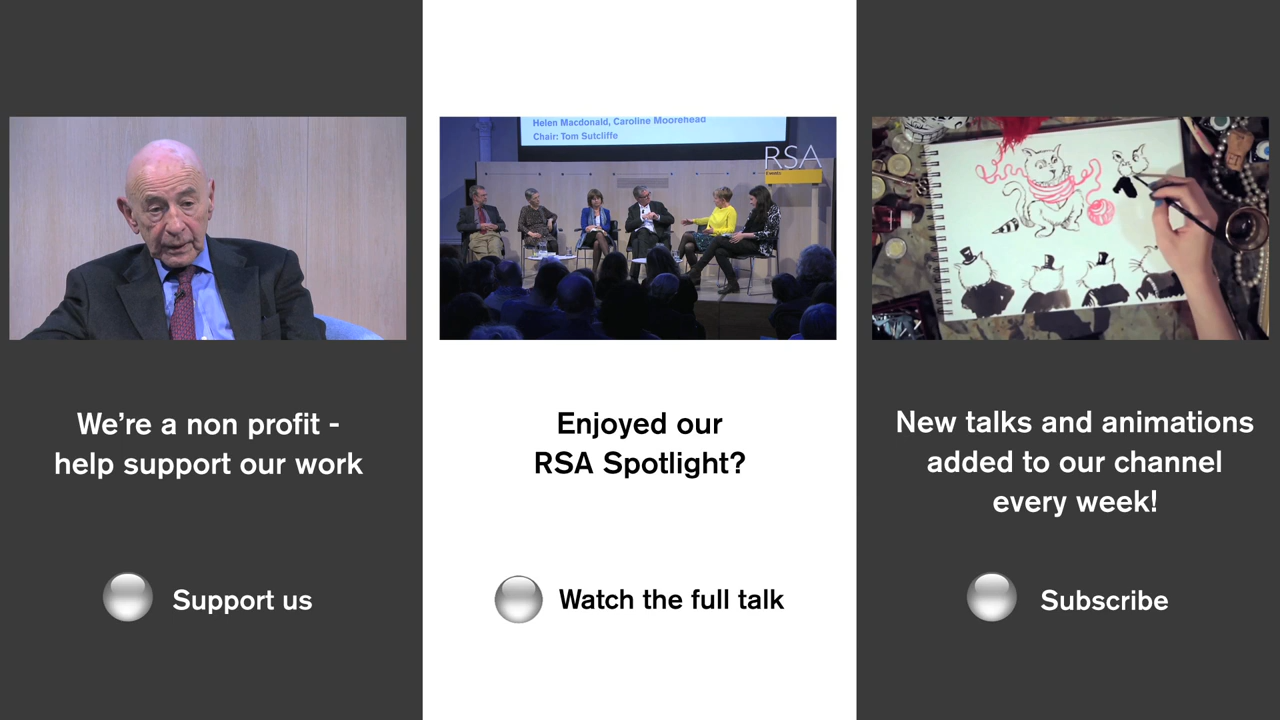 Helen Macdonald, Caroline Moorehead
Chair: Tom Sutcliffe
RSA
Events
We're a non profit -
help support our work
Support us
Enjoyed our
RSA Spotlight?
Watch the full talk
New talks and animations
added to our channel
every week!
Subscribe